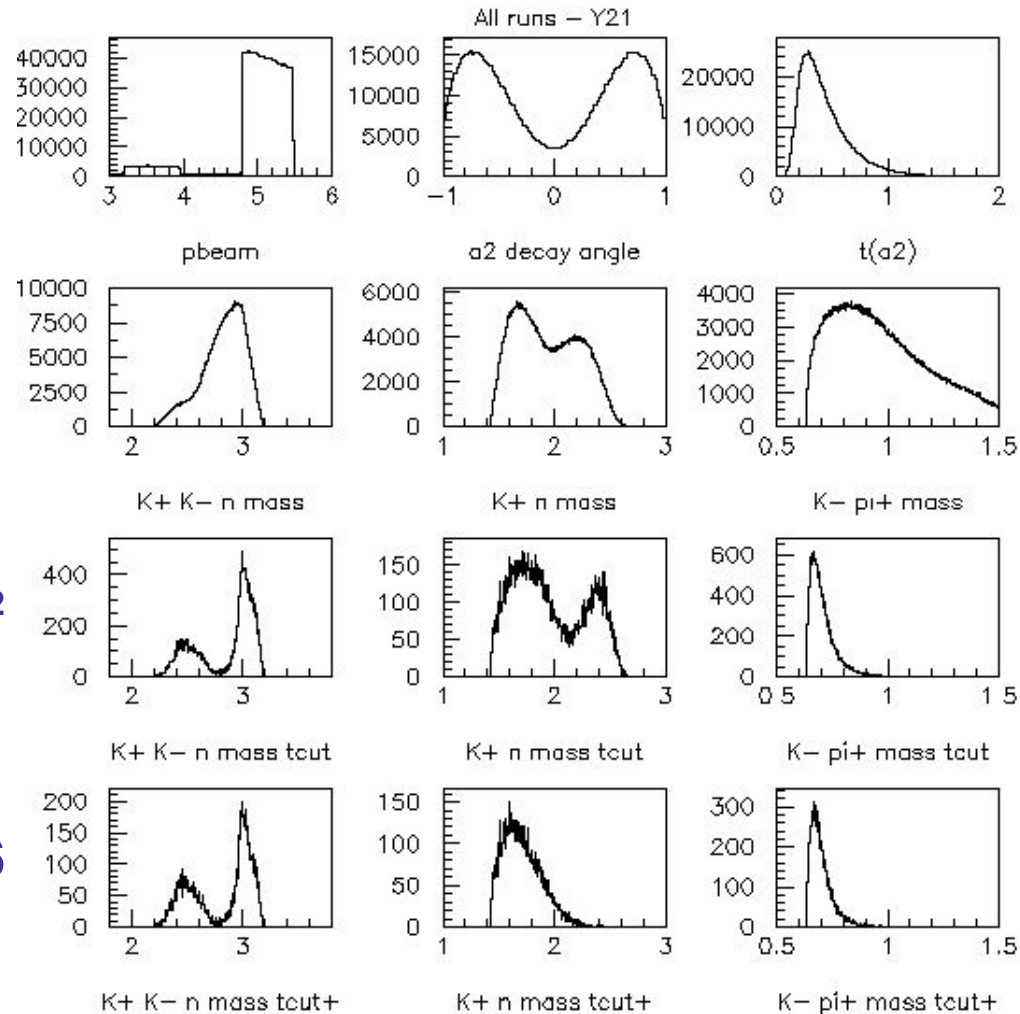 All runs – Y21
40000
30000
20000
10000
0
3 4 5 6
pbeam
15000
10000
5000
0
−1 0 1
a2 decay angle
20000
10000
0
0 1 2
t(a2)
10000
7500
5000
2500
0
2 3
K+ K− n mass
6000
4000
2000
0
1 2 3
K+ n mass
4000
3000
2000
1000
0
0.5 1 1.5
K− pi+ mass
400
200
0
2 3
K+ K− n mass tcut
150
100
50
0
1 2 3
K+ n mass tcut
600
400
200
0
0 5 1 1 5
K− pi+ mass tcut
200
150
100
50
0
2 3
K+ K− n mass tcut+
150
100
50
0
1 2 3
K+ n mass tcut+
300
200
100
0
0.5 1 1.5
K− pi+ mass tcut+